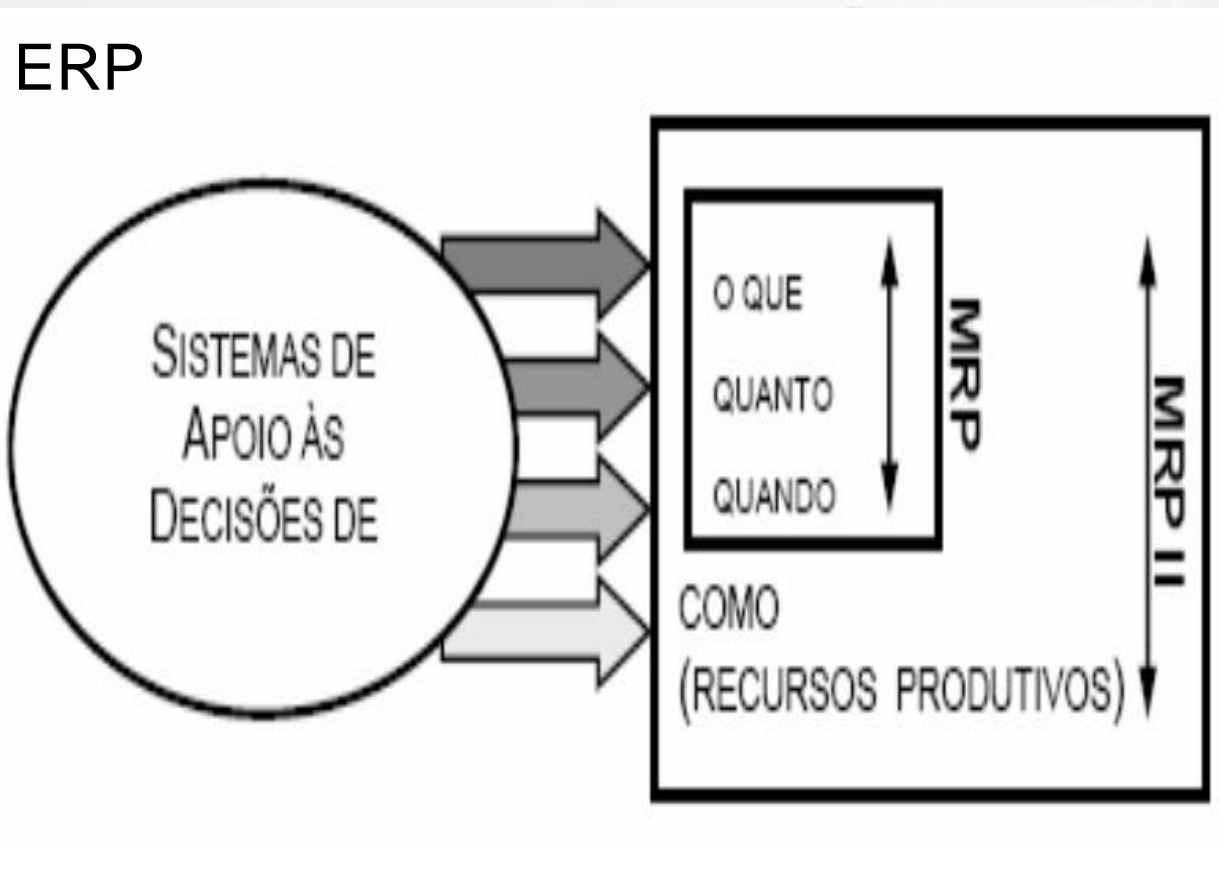 ERP
SISTEMAS DE
APOIO ÀS
DECISÕES DE
O QUE
QUANTO
QUANDO
MRP
COMO
(RECURSOS PRODUTIVOS)
MRP II